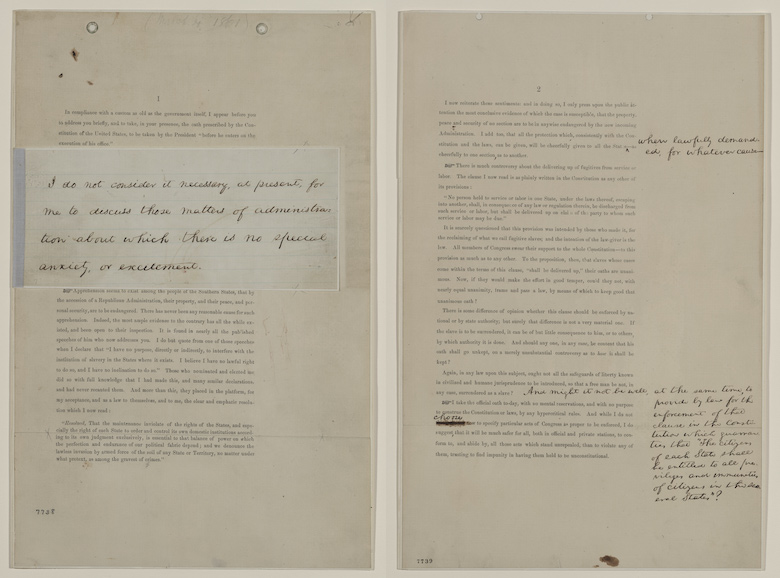 1
In compliance with a custom as old as the government itself, I appear before you
to address you briefly, and to take, in your presence, the oath prescribed by the Con-
stitution of the United States, to be taken by the President "before he enters on the
execution of his office."
I do not consider it necessary, at present, for
me to discuss those matters of administra
tion about which there is no special
anxiety, or excitement.
Apprehension seems to exist among the people of the Southern States, that by
the accession of a Republican Administration, their property, and their peace, and per-
sonal security, are to be endangered. There has never been any reasonable cause for such
apprehension. Indeed, the most ample evidence to the contrary has all the while ex-
isted, and been open to their inspection. It is found in nearly all the published
speeches of him who now addresses you. I do but quote from one of those speeches
when I declare that "I have no purpose, directly or indirectly, to interfere with the
institution of slavery in the States where it exists. I believe I have no lawful right
to do so, and I have no inclination to do so." Those who nominated and elected me
did so with full knowledge that I had made this, and many similar declarations,
and had never recanted them. And more than this, they placed in the platform, for
my acceptance, and as a law to themselves, and to me, the clear and emphatic resolu-
tion which I now read:
"Resolved, That the maintenance inviolate of the rights of the States, and espe-
cially the right of each State to order and control its own domestic institutions accord-
ing to its own judgment exclusively, is essential to that balance of power on which
the perfection and endurance of our political fabric depend; and we denounce the
lawless invasion by armed force of the soil of any State or Territory, no matter under
what pretext, as among the gravest of crimes."
7738
2
I now reiterate these sentiments: and in doing so, I only press upon the public at-
tention the most conclusive evidence of which the case is susceptible, that the property,
peace and security of no section are to be in anywise endangered by the now incoming
Administration. I add too, that all the protection which, consistently with the Con-
stitution and the laws, can be given, will be cheerfully given to all the
where lawfully demand
ed, for whatever cause
cheerfully to one section, as to another.
There is much controversy about the delivering up of fugitives from service or
labor. The clause I now read is as plainly written in the Constitution as any other of
its provisions:
"No person held to service or labor in one State, under the laws thereof, escaping
into another, shall, in consequence of any law or regulation therein, be discharged from
such service or labor, but shall be delivered up on claim of the party to whom such
service or labor may be due."
It is scarcely questioned that this provision was intended by those who made it, for
the reclaiming of what we call fugitive slaves; and the intention of the law-giver is the
law. All members of Congress swear their support to the whole Constitution—to this
provision as much as to any other. To the proposition, then, that slaves whose cases
come within the terms of this clause, "shall be delivered up," their oaths are unani-
mous. Now, if they would make the effort in good temper, could they not, with
nearly equal unanimity, frame and pass a law, by means of which to keep good that
unanimous oath?
There is some difference of opinion whether this clause should be enforced by na-
tional or by state authority; but surely that difference is not a very material one. If
the slave is to be surrendered, it can be of but little consequence to him, or to others,
by which authority it is done. And should any one, in any case, be content that his
oath shall go unkept, on a merely unsubstantial controversy as to how it shall be
kept?
Again, in any law upon this subject, ought not all the safeguards of liberty known
in civilized and humane jurisprudence to be introduced, so that a free man be not, in
any case, surrendered as a slave? And might it not be well, at the same time, to
provide by law for the
enforcement of that
clause in the Consti
tution which guaran
ties that "The citizens
of each State shall
be entitled to all pri
vileges and immunities
of citizens in the sev
eral States"?
I take the official oath to-day, with no mental reservations, and with no purpose
to construe the Constitution or laws, by any hypercritical rules. And while I do not
choose now to specify particular acts of Congress as proper to be enforced, I do
suggest that it will be much safer for all, both in official and private stations, to con-
form to, and abide by, all those acts which stand unrepealed, than to violate any of
them, trusting to find impunity in having them held to be unconstitutional.
7739